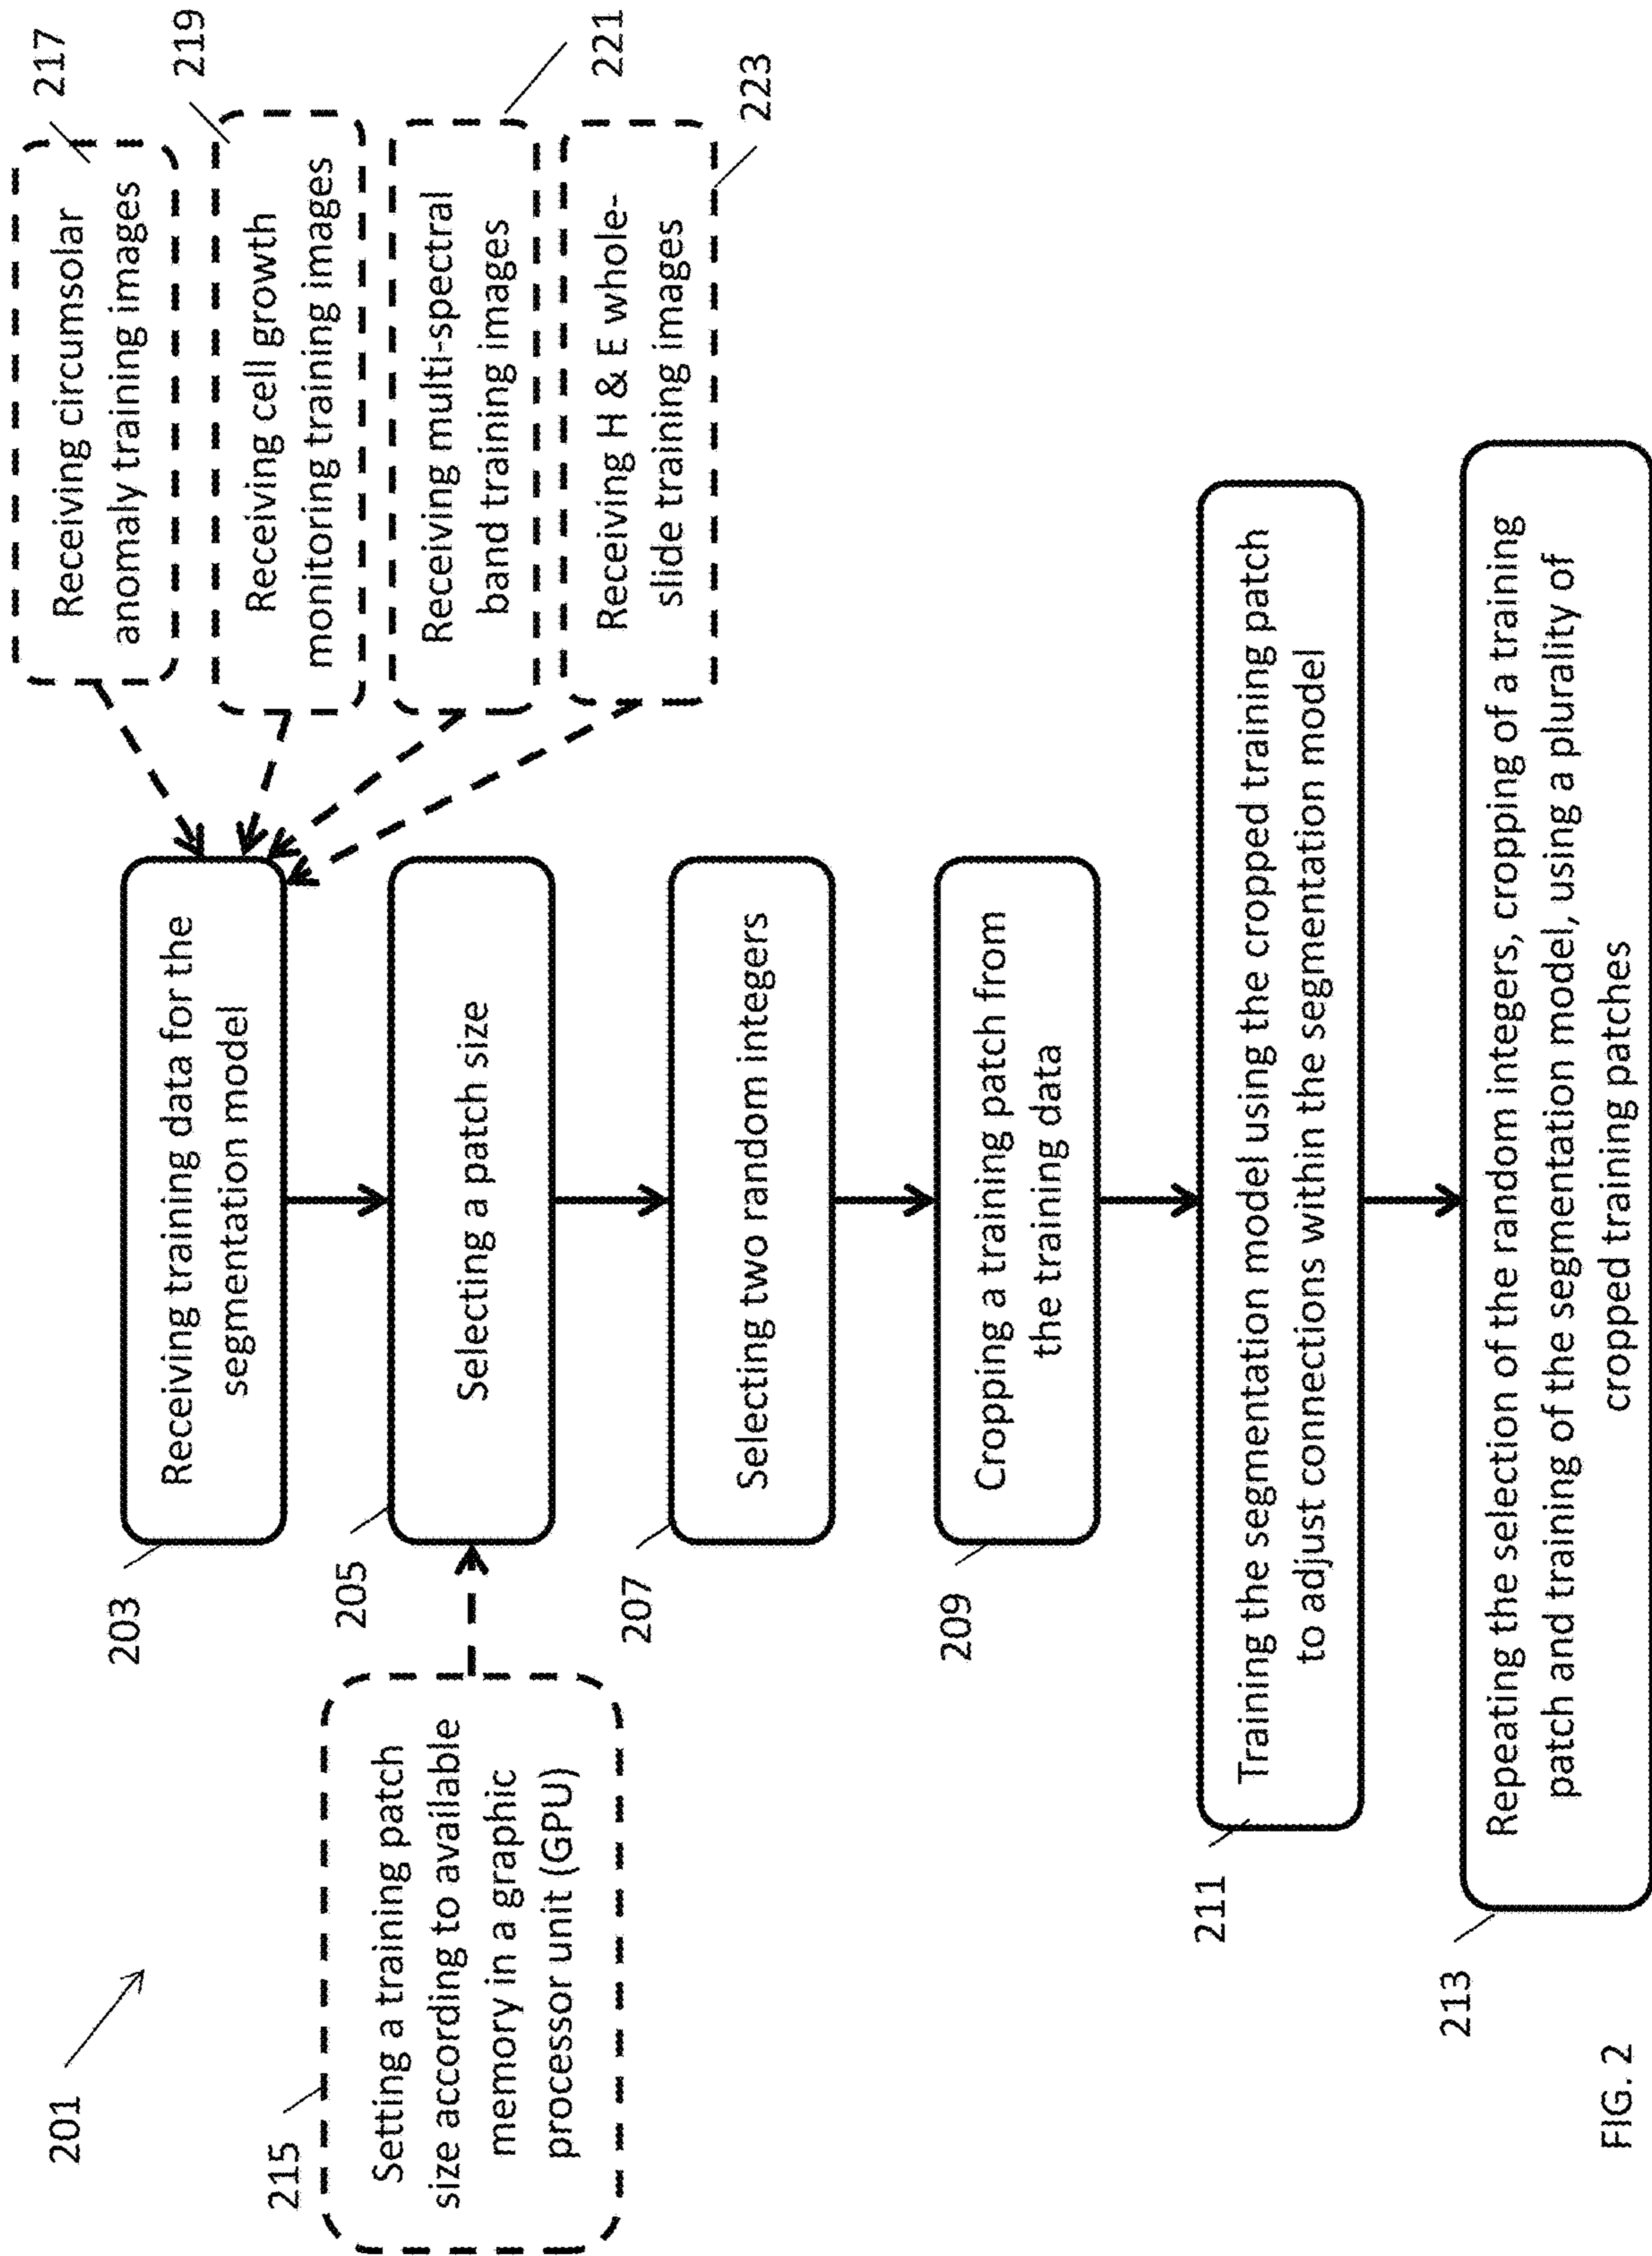 201
217
Receiving circumsolar
anomaly training images
219
Receiving cell growth
monitoring training images
221
Receiving multi-spectral
band training images
223
Receiving H & E whole-
slide training images
203
Receiving training data for the
segmentation model
215
Setting a training patch
size according to available
memory in a graphic
processor unit (GPU)
205
Selecting a patch size
207
Selecting two random integers
209
Cropping a training patch from
the training data
211
Training the segmentation model using the cropped training patch
to adjust connections within the segmentation model
213
Repeating the selection of the random integers, cropping of a training
patch and training of the segmentation model, using a plurality of
cropped training patches
FIG. 2